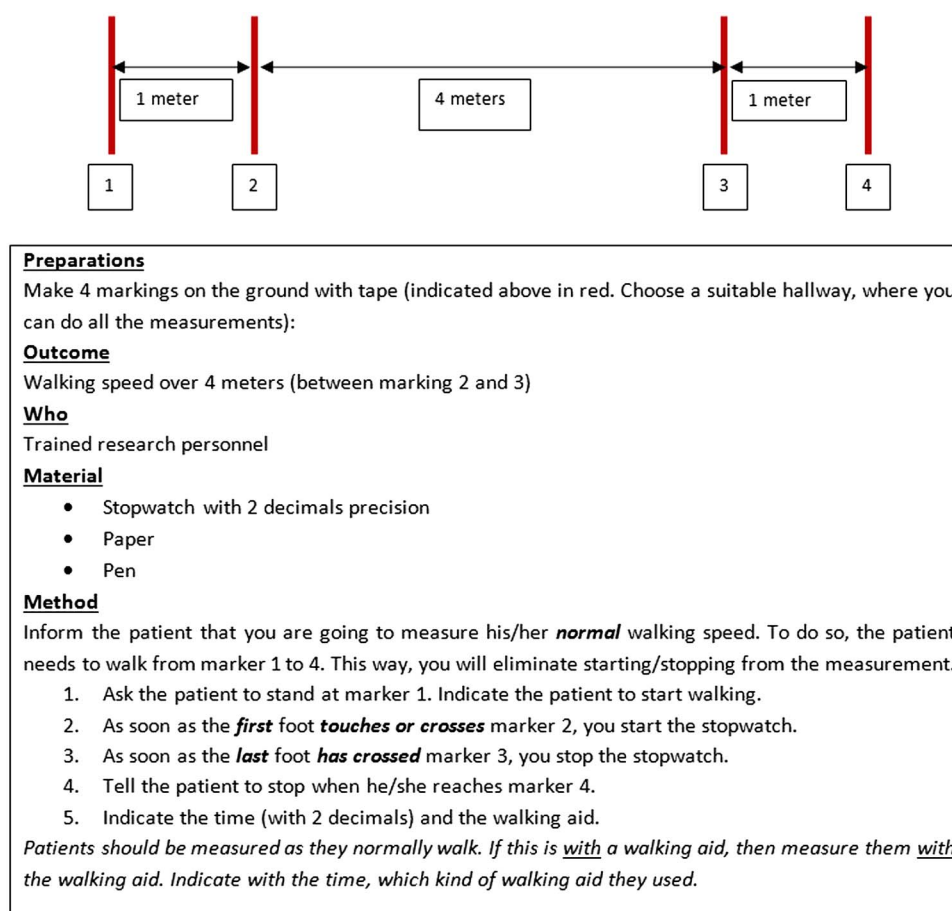 1 meter
4 meters
1 meter
1
2
3
4
Preparations
Make 4 markings on the ground with tape (indicated above in red. Choose a suitable hallway, where you
can do all the measurements):
Outcome
Walking speed over 4 meters (between marking 2 and 3)
Who
Trained research personnel
Material
• Stopwatch with 2 decimals precision
• Paper
• Pen
Method
Inform the patient that you are going to measure his/her normal walking speed. To do so, the patient
needs to walk from marker 1 to 4. This way, you will eliminate starting/stopping from the measurement.
1. Ask the patient to stand at marker 1. Indicate the patient to start walking.
2. As soon as the first foot touches or crosses marker 2, you start the stopwatch.
3. As soon as the last foot has crossed marker 3, you stop the stopwatch.
4. Tell the patient to stop when he/she reaches marker 4.
5. Indicate the time (with 2 decimals) and the walking aid.
Patients should be measured as they normally walk. If this is with a walking aid, then measure them with
the walking aid. Indicate with the time, which kind of walking aid they used.